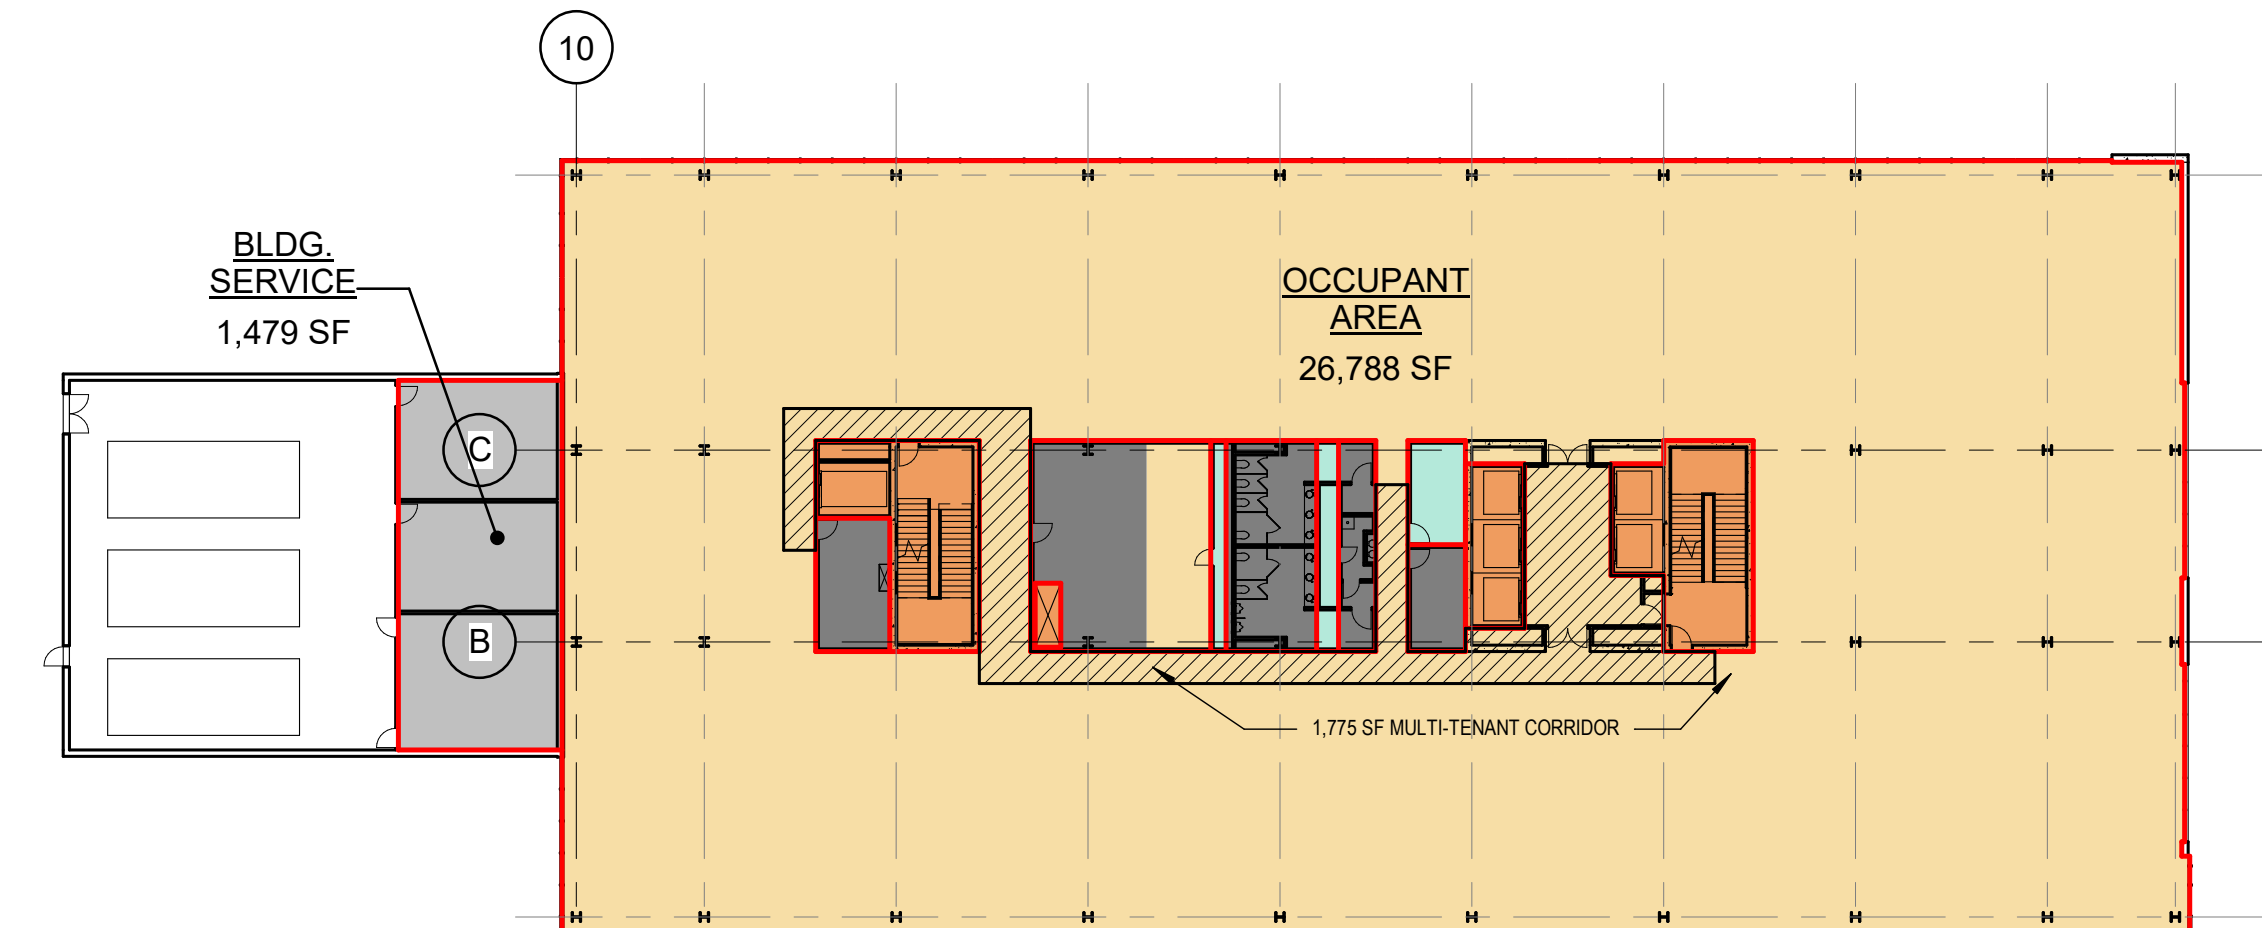 10
BLDG.
SERVICE
1,479 SF
OCCUPANT
AREA
26,788 SF
C
B
1,775 SF MULTI-TENANT CORRIDOR